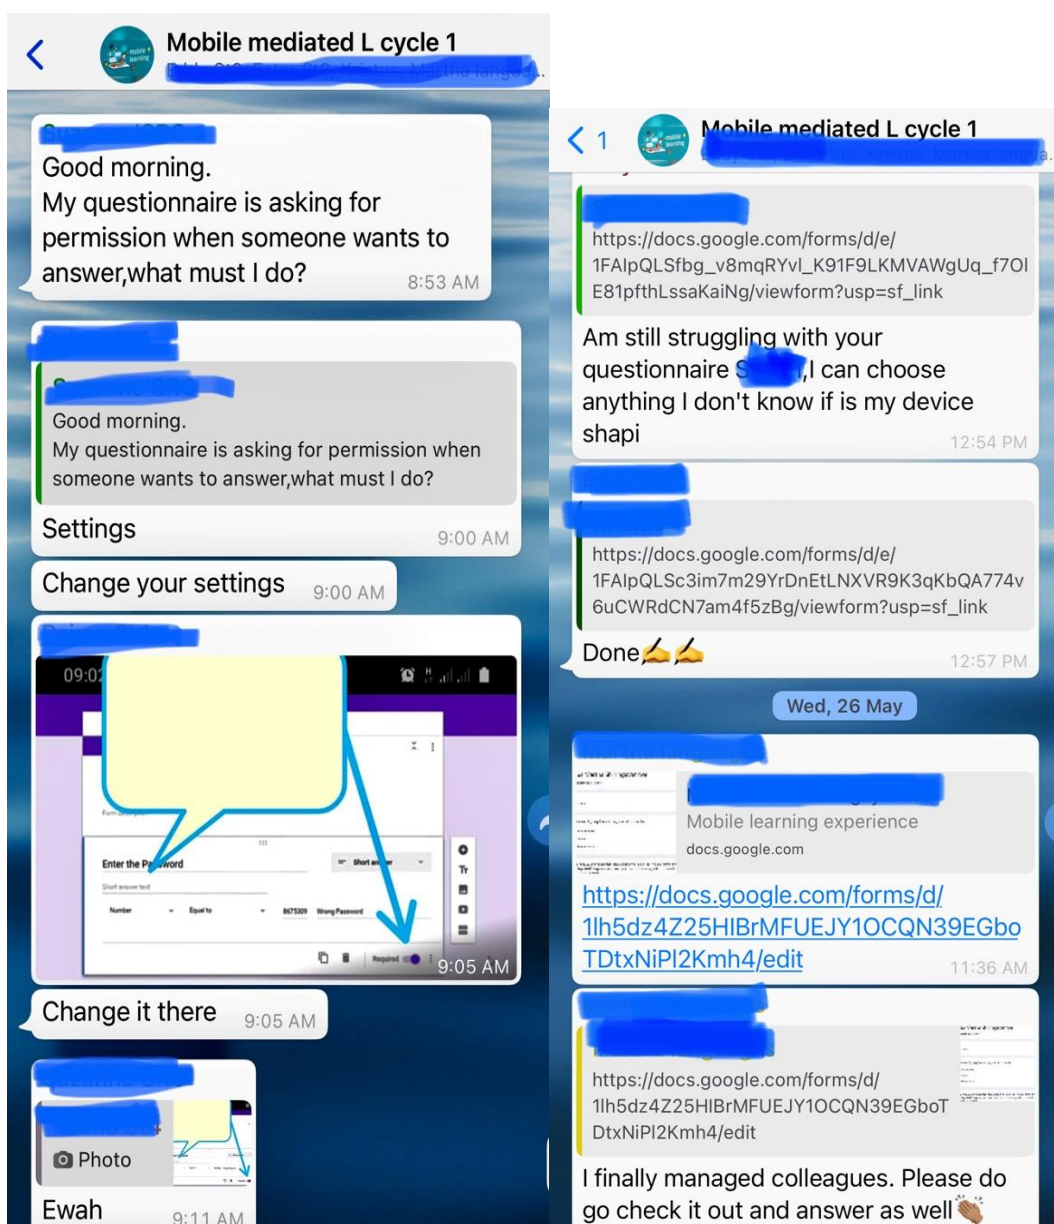 Mobile mediated L cycle 1
Good morning.
My questionnaire is asking for
permission when someone wants to
answer,what must I do?
8:53 AM
Good morning.
My questionnaire is asking for permission when
someone wants to answer,what must I do?
Settings
9:00 AM
Change your settings
9:00 AM
09:02
Enter the Password
Short answer
Short answer text
Number
Equal to
8675309
Wrong Password
Required
9:05 AM
Change it there
9:05 AM
Photo
Ewah
9:11 AM
1
Mobile mediated L cycle 1
https://docs.google.com/forms/d/e/
1FAIpQLSfbg_v8mqRYvl_K91F9LKMVAWgUq_f7Ol
E81pfthLssaKaiNg/viewform?usp=sf_link
Am still struggling with your
questionnaire S ,I can choose
anything I don't know if is my device
shapi
12:54 PM
https://docs.google.com/forms/d/e/
1FAIpQLSc3im7m29YrDnEtLNXVR9K3qKbQA774v
6uCWRdCN7am4f5zBg/viewform?usp=sf_link
Done✍️✍️
12:57 PM
Wed, 26 May
Mobile learning experience
docs.google.com
https://docs.google.com/forms/d/
1lh5dz4Z25HIBrMFUEJY1OCQN39EGbo
TDtxNiPl2Kmh4/edit
11:36 AM
https://docs.google.com/forms/d/
1lh5dz4Z25HIBrMFUEJY1OCQN39EGboT
DtxNiPl2Kmh4/edit
I finally managed colleagues. Please do
go check it out and answer as well👏🏽